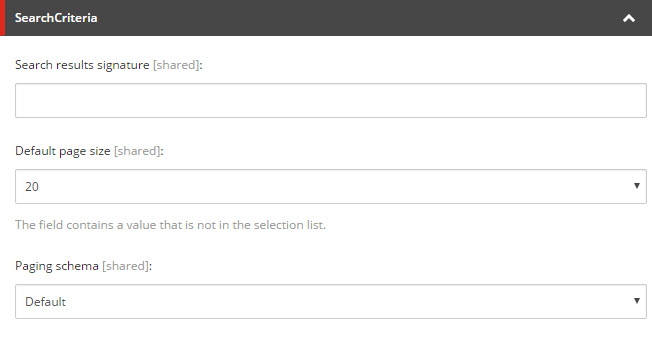 SearchCriteria
Search results signature [shared]:
Default page size [shared]:
20
The field contains a value that is not in the selection list.
Paging schema [shared]:
Default